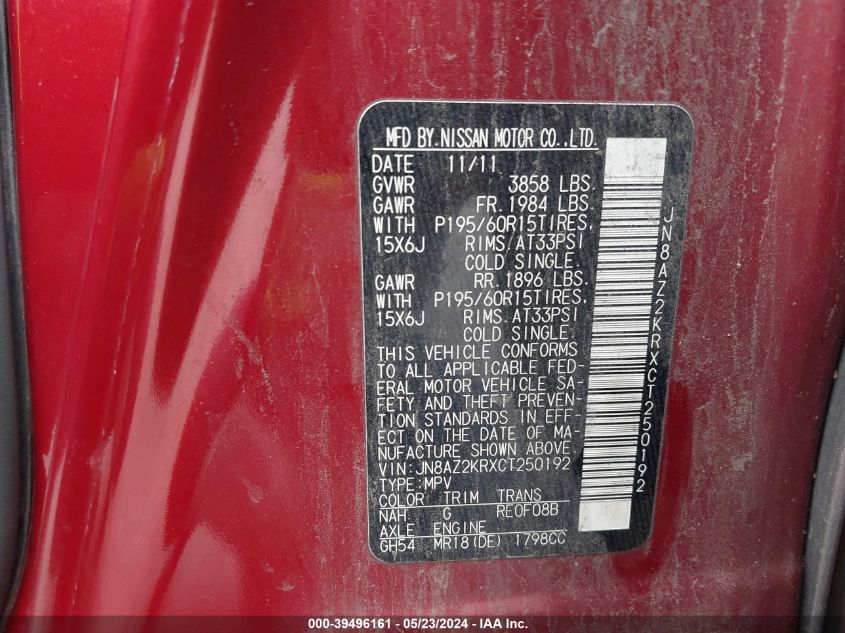 MFD BY.NISSAN MOTOR CO.,LTD.
DATE 11/11
GVWR 3858 LBS.
GAWR FR. 1984 LBS.
WITH P195/60R15TIRES,
15X6J RIMS/AT33PSI
COLD SINGLE.
GAWR RR. 1896 LBS.
WITH P195/60R15TIRES,
15X6J RIMS/AT33PSI
COLD SINGLE.
THIS VEHICLE CONFORMS
TO ALL APPLICABLE FED-
ERAL MOTOR VEHICLE SA-
FETY AND THEFT PREVEN-
TION STANDARDS IN EFF-
ECT ON THE DATE OF MA-
NUFACTURE SHOWN ABOVE.
VIN:JN8AZ2KRXCT250192
TYPE:MPV
COLOR TRIM TRANS
NAH G RE0F08B
AXLE ENGINE
GH54 MR18(DE) 1798CC
JN8AZ2KRXCT250192
000-39496161 - 05/23/2024 - IMPACT AUTO AUCTIONS LTD.